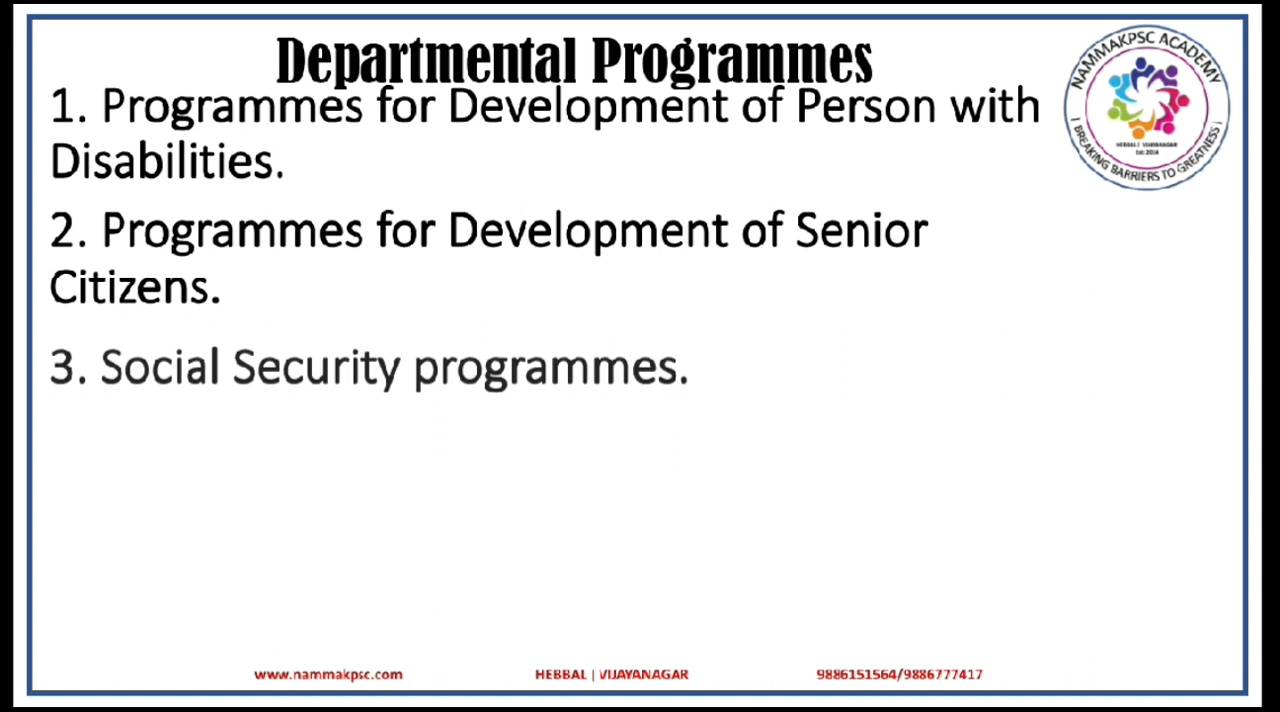 Departmental Programmes
1. Programmes for Development of Person with
Disabilities.
2. Programmes for Development of Senior
Citizens.
3. Social Security programmes.
NAMMAKPSC ACADEMY
HEBBAL | VIJAYANAGAR
Est: 2014
| BREAKING BARRIERS TO GREATNESS |
www.nammakpsc.com
HEBBAL | VIJAYANAGAR
9886151564/9886777417